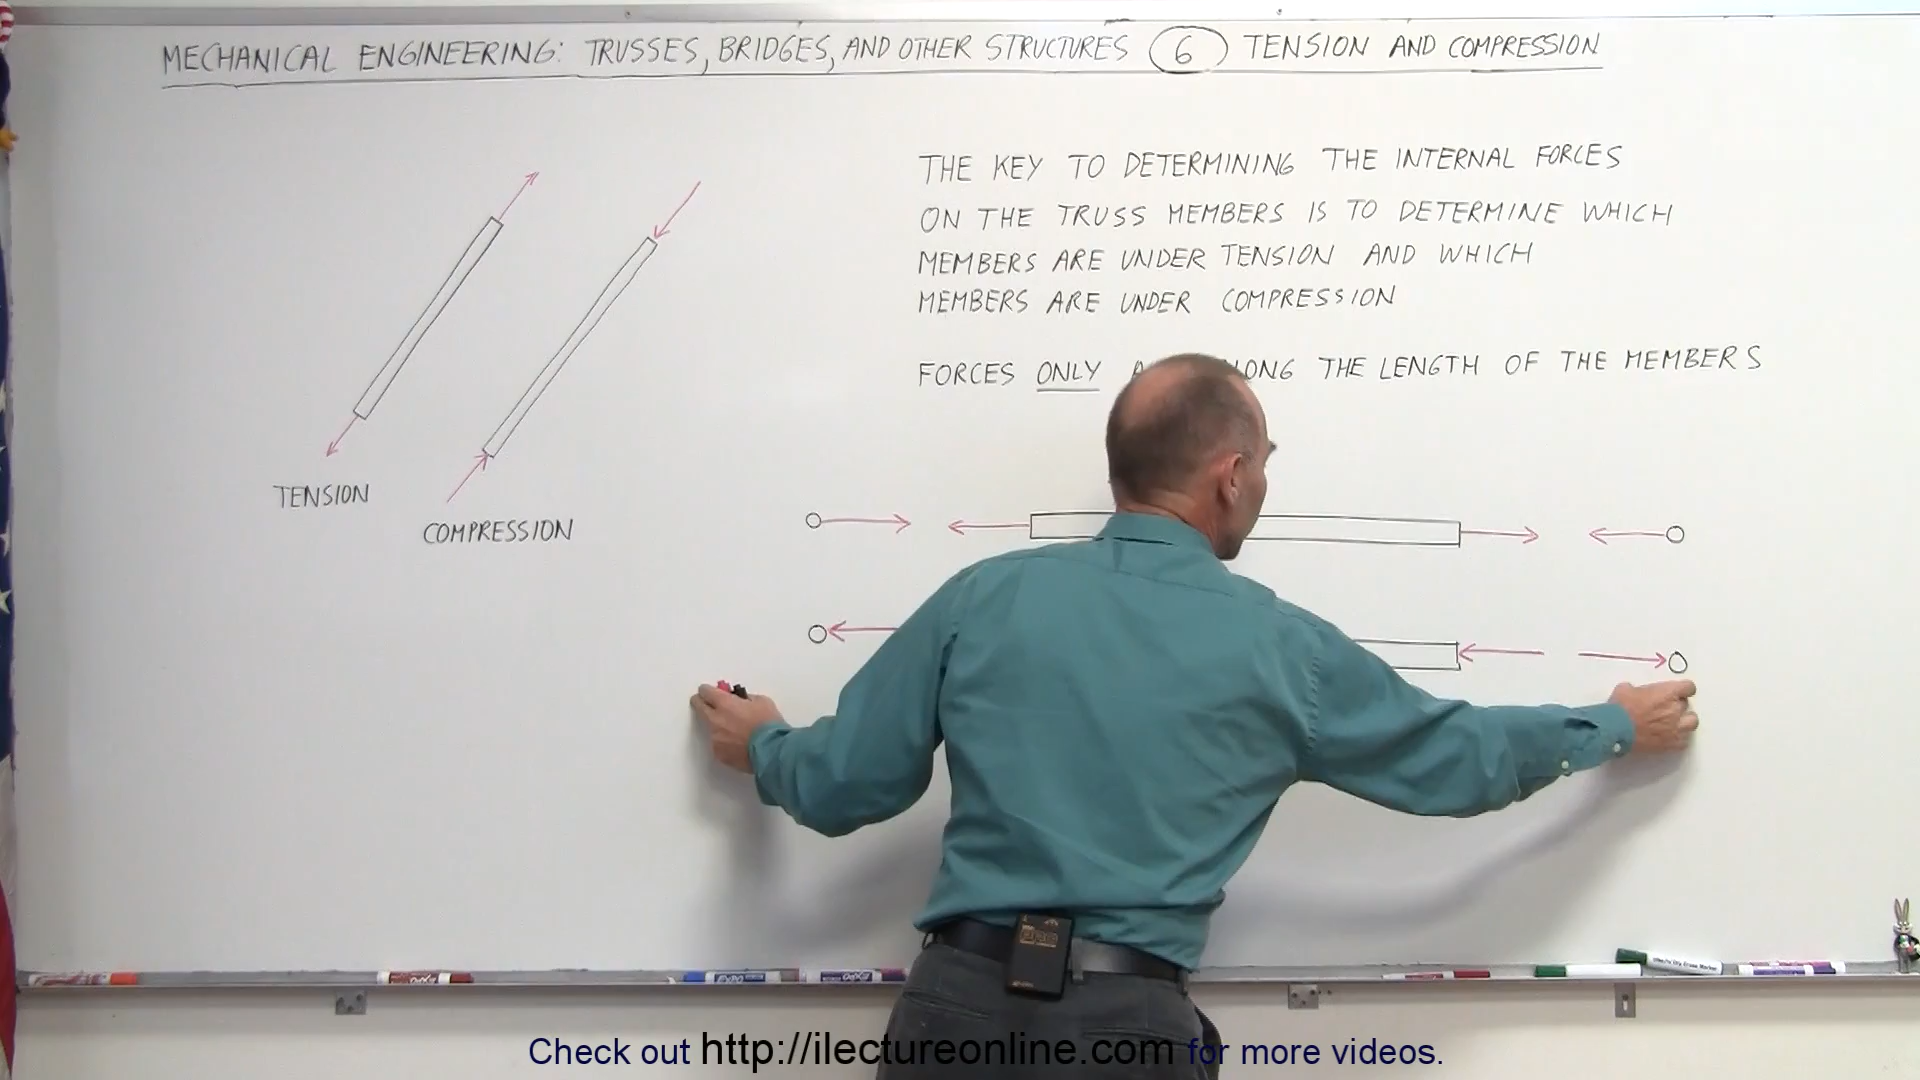 MECHANICAL ENGINEERING: TRUSSES, BRIDGES, AND OTHER STRUCTURES 6 TENSION AND COMPRESSION
THE KEY TO DETERMINING THE INTERNAL FORCES
ON THE TRUSS MEMBERS IS TO DETERMINE WHICH
MEMBERS ARE UNDER TENSION AND WHICH
MEMBERS ARE UNDER COMPRESSION
FORCES ONLY THE LENGTH OF THE MEMBERS
TENSION
COMPRESSION
EXPO
Check out http://ilectureonline.com for more videos.